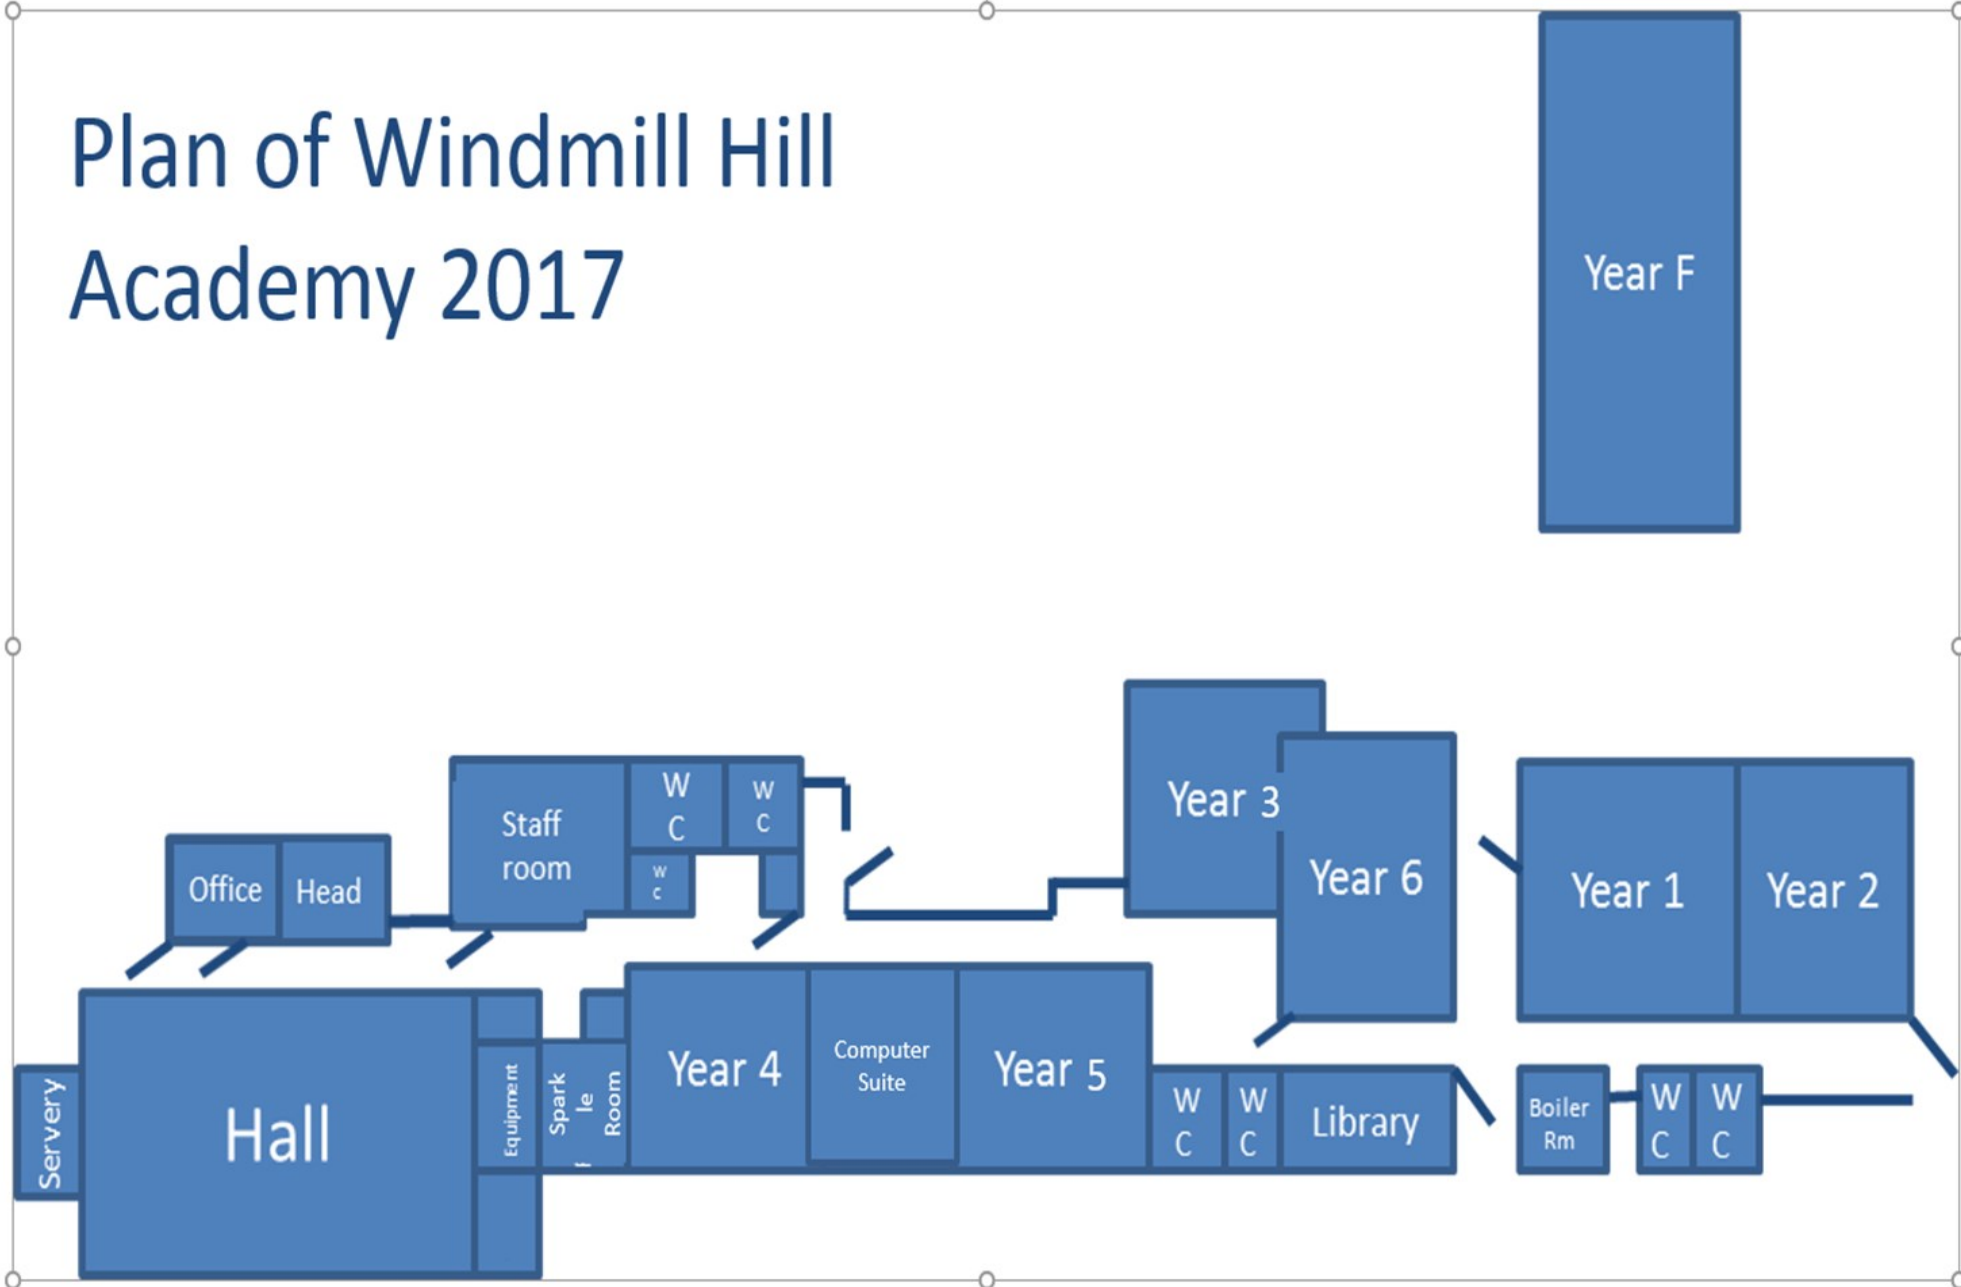 Plan of Windmill Hill
Academy 2017
Year F
Year 3
Year 6
Year 1
Year 2
Staff
room
W
C
W
C
W
C
Office
Head
Servery
Hall
Equipment
Spark
le
Room
Year 4
Computer
Suite
Year 5
W
C
W
C
Library
Boiler
Rm
W
C
W
C